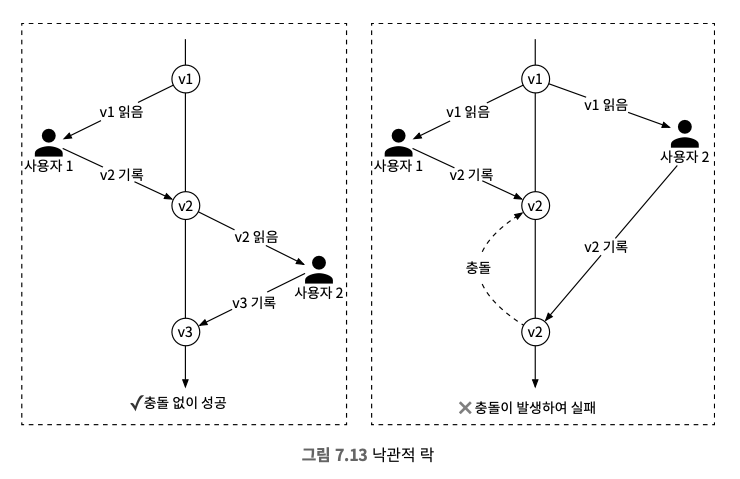 v1
v1 읽음
사용자 1
v2 기록
v2
v2 읽음
사용자 2
v3 기록
v3
✓충돌 없이 성공
v1
v1 읽음
v1 읽음
사용자 1
사용자 2
v2 기록
v2
v2 기록
충돌
v2
✕ 충돌이 발생하여 실패
그림 7.13 낙관적 락